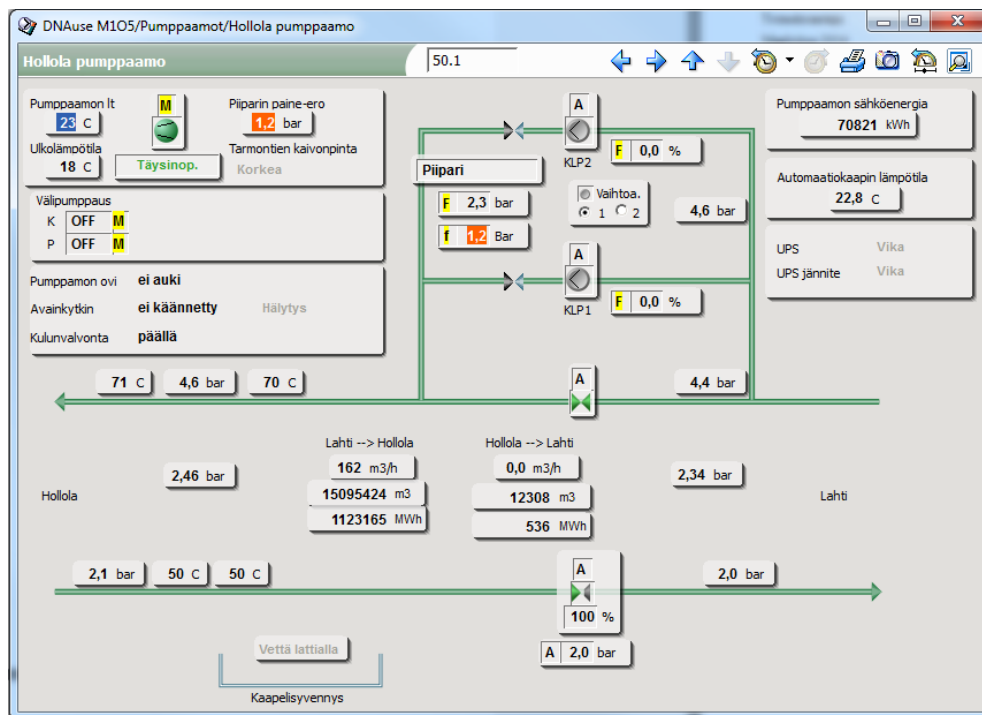 DNAuse M1O5/Pumppaamot/Hollola pumppaamo
Hollola pumppaamo
50.1
Pumppaamon lt
23 C
M
Piiparin paine-ero
1,2 bar
Ulkolämpötila
18 C
Täysinop.
Tarmontien kaivonpinta
Korkea
Välipumppaus
K OFF M
P OFF M
Pumppamon ovi ei auki
Avainkytkin ei käännetty Hälytys
Kulunvalvonta päällä
A
KLP2
F 0,0 %
Piipari
F 2,3 bar
f 1,2 Bar
Vaihtoa.
1 2
4,6 bar
A
KLP1
F 0,0 %
Pumppaamon sähköenergia
70821 kWh
Automaatiokaapin lämpötila
22,8 C
UPS Vika
UPS jännite Vika
71 C 4,6 bar 70 C
A
4,4 bar
Lahti --> Hollola
162 m3/h
15095424 m3
1123165 MWh
Hollola --> Lahti
0,0 m3/h
12308 m3
536 MWh
2,46 bar
2,34 bar
Hollola
Lahti
2,1 bar 50 C 50 C
A
100 %
2,0 bar
A 2,0 bar
Vettä lattialla
Kaapelisyvennys